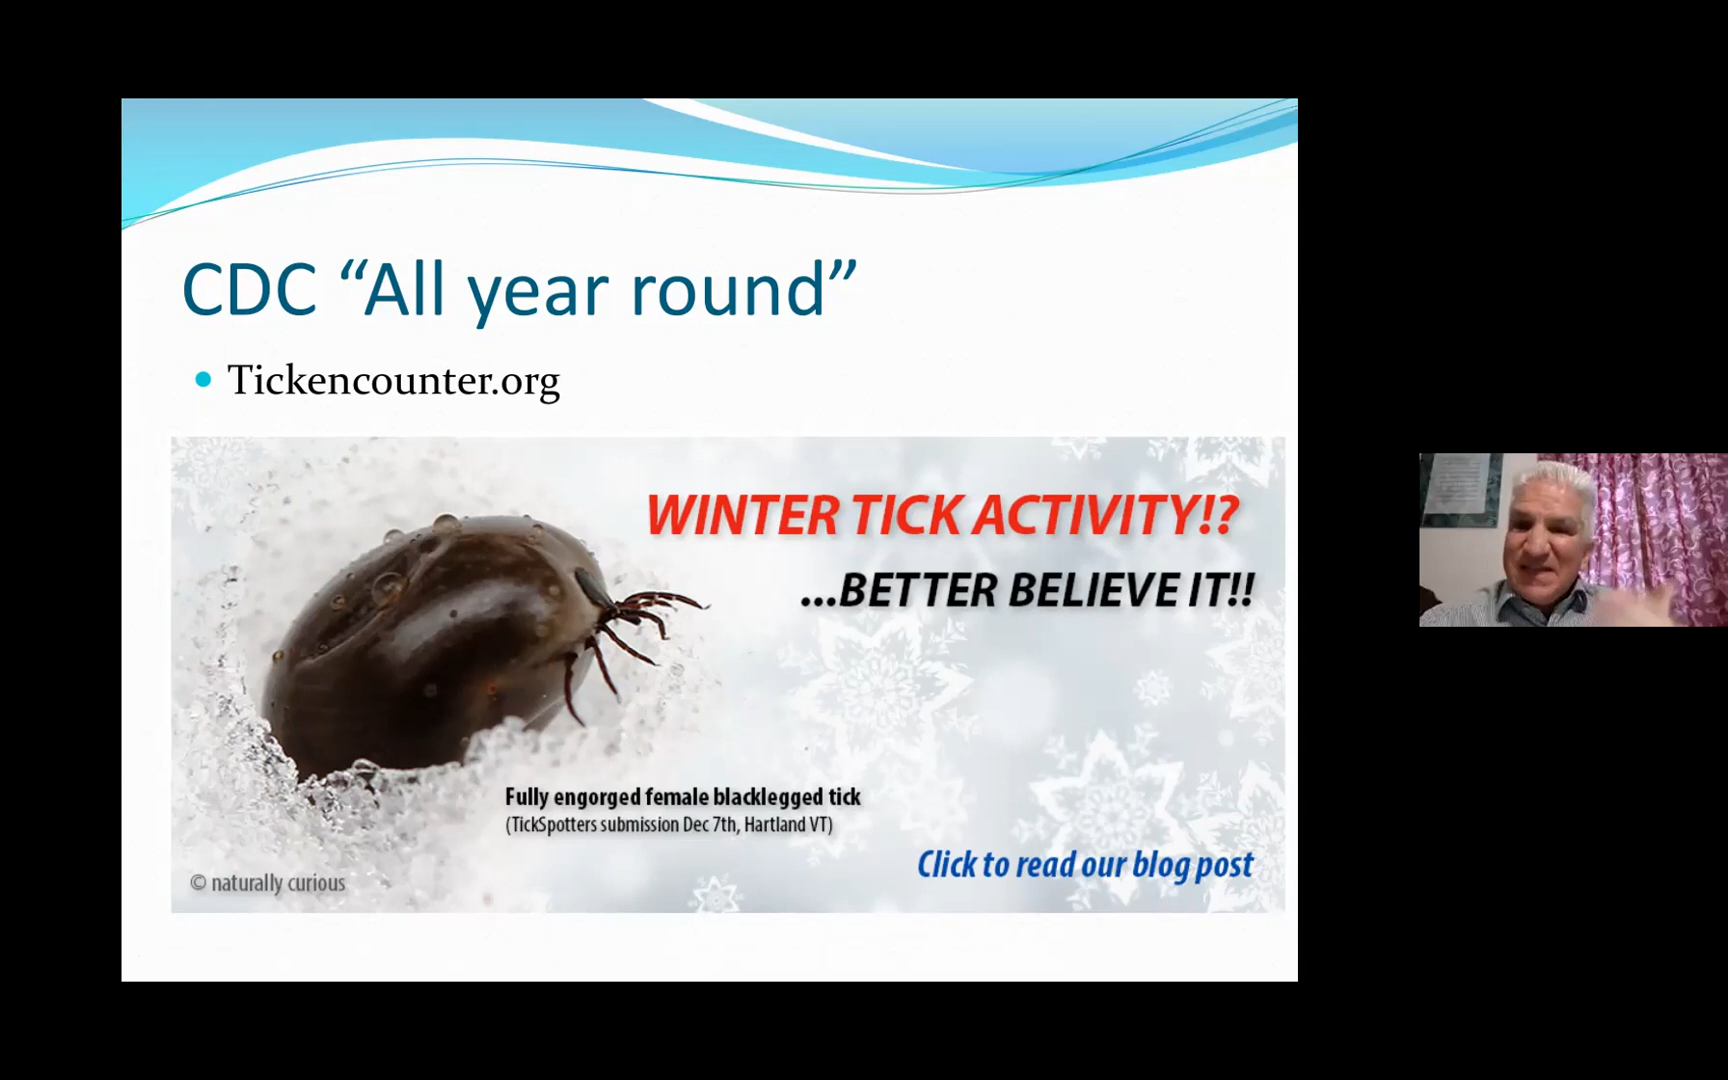 CDC “All year round”
Tickencounter.org
WINTER TICK ACTIVITY!?
...BETTER BELIEVE IT!!
Fully engorged female blacklegged tick
(TickSpotters submission Dec 7th, Hartland VT)
Click to read our blog post
© naturally curious